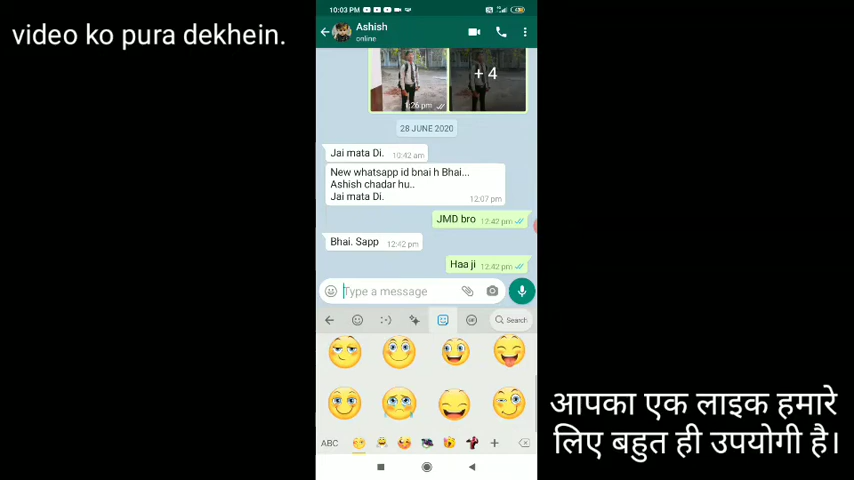 video ko pura dekhein.
10:03 PM
Ashish
online
+ 4
1:26 pm
28 JUNE 2020
Jai mata Di. 10:42 am
New whatsapp id bnai h Bhai...
Ashish chadar hu..
Jai mata Di. 12:07 pm
JMD bro 12:42 pm
Bhai. Sapp 12:42 pm
Haa ji 12:42 pm
Type a message
GIF Search
ABC
आपका एक लाइक हमारे
लिए बहुत ही उपयोगी है।